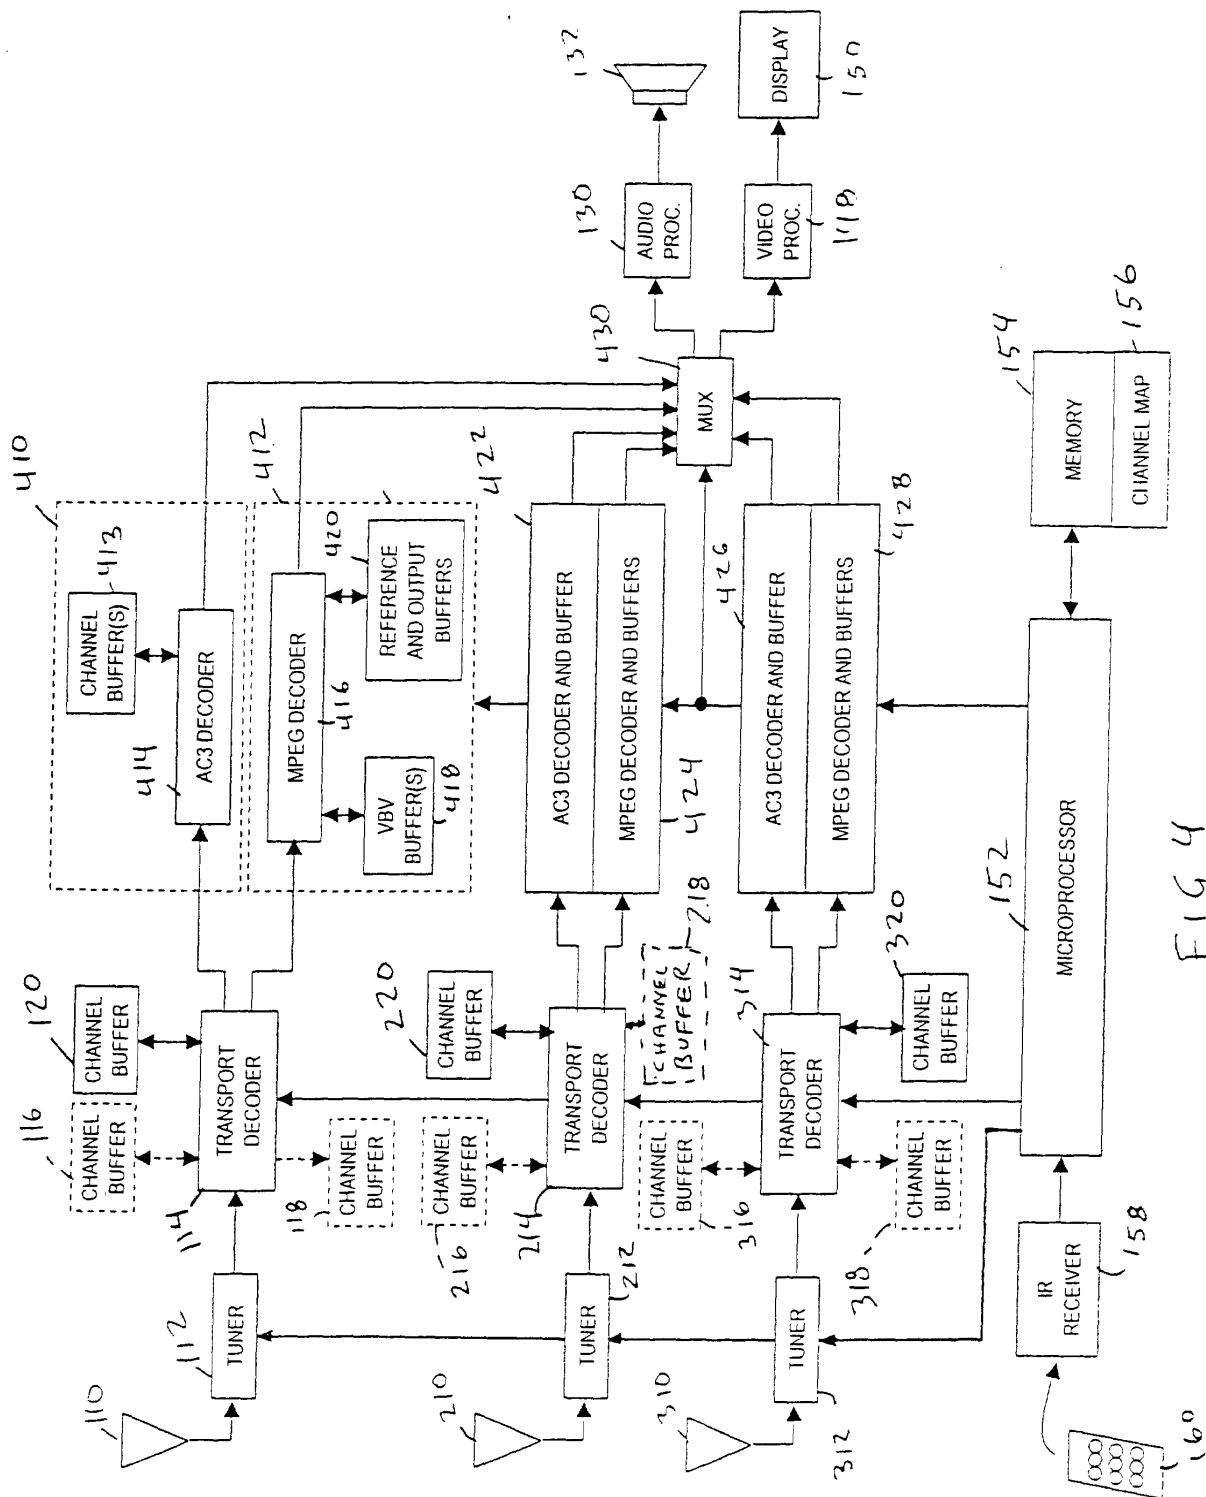 110
112
TUNER
114
TRANSPORT
DECODER
116
CHANNEL
BUFFER
120
CHANNEL
BUFFER
118
CHANNEL
BUFFER
410
CHANNEL
BUFFER(S)
413
414
AC3 DECODER
412
MPEG DECODER
416
VBV
BUFFER(S)
418
420
REFERENCE
AND OUTPUT
BUFFERS
210
TUNER
212
214
TRANSPORT
DECODER
CHANNEL
BUFFER
216
220
CHANNEL
BUFFER
CHANNEL
BUFFER
218
422
AC3 DECODER AND BUFFER
MPEG DECODER AND BUFFERS
424
310
TUNER
312
314
TRANSPORT
DECODER
CHANNEL
BUFFER
316
318
CHANNEL
BUFFER
320
CHANNEL
BUFFER
426
AC3 DECODER AND BUFFER
MPEG DECODER AND BUFFERS
428
430
MUX
130
AUDIO
PROC.
132
VIDEO
PROC.
DISPLAY
150
160
IR
RECEIVER
158
152
MICROPROCESSOR
154
MEMORY
CHANNEL MAP
156
FIG 4